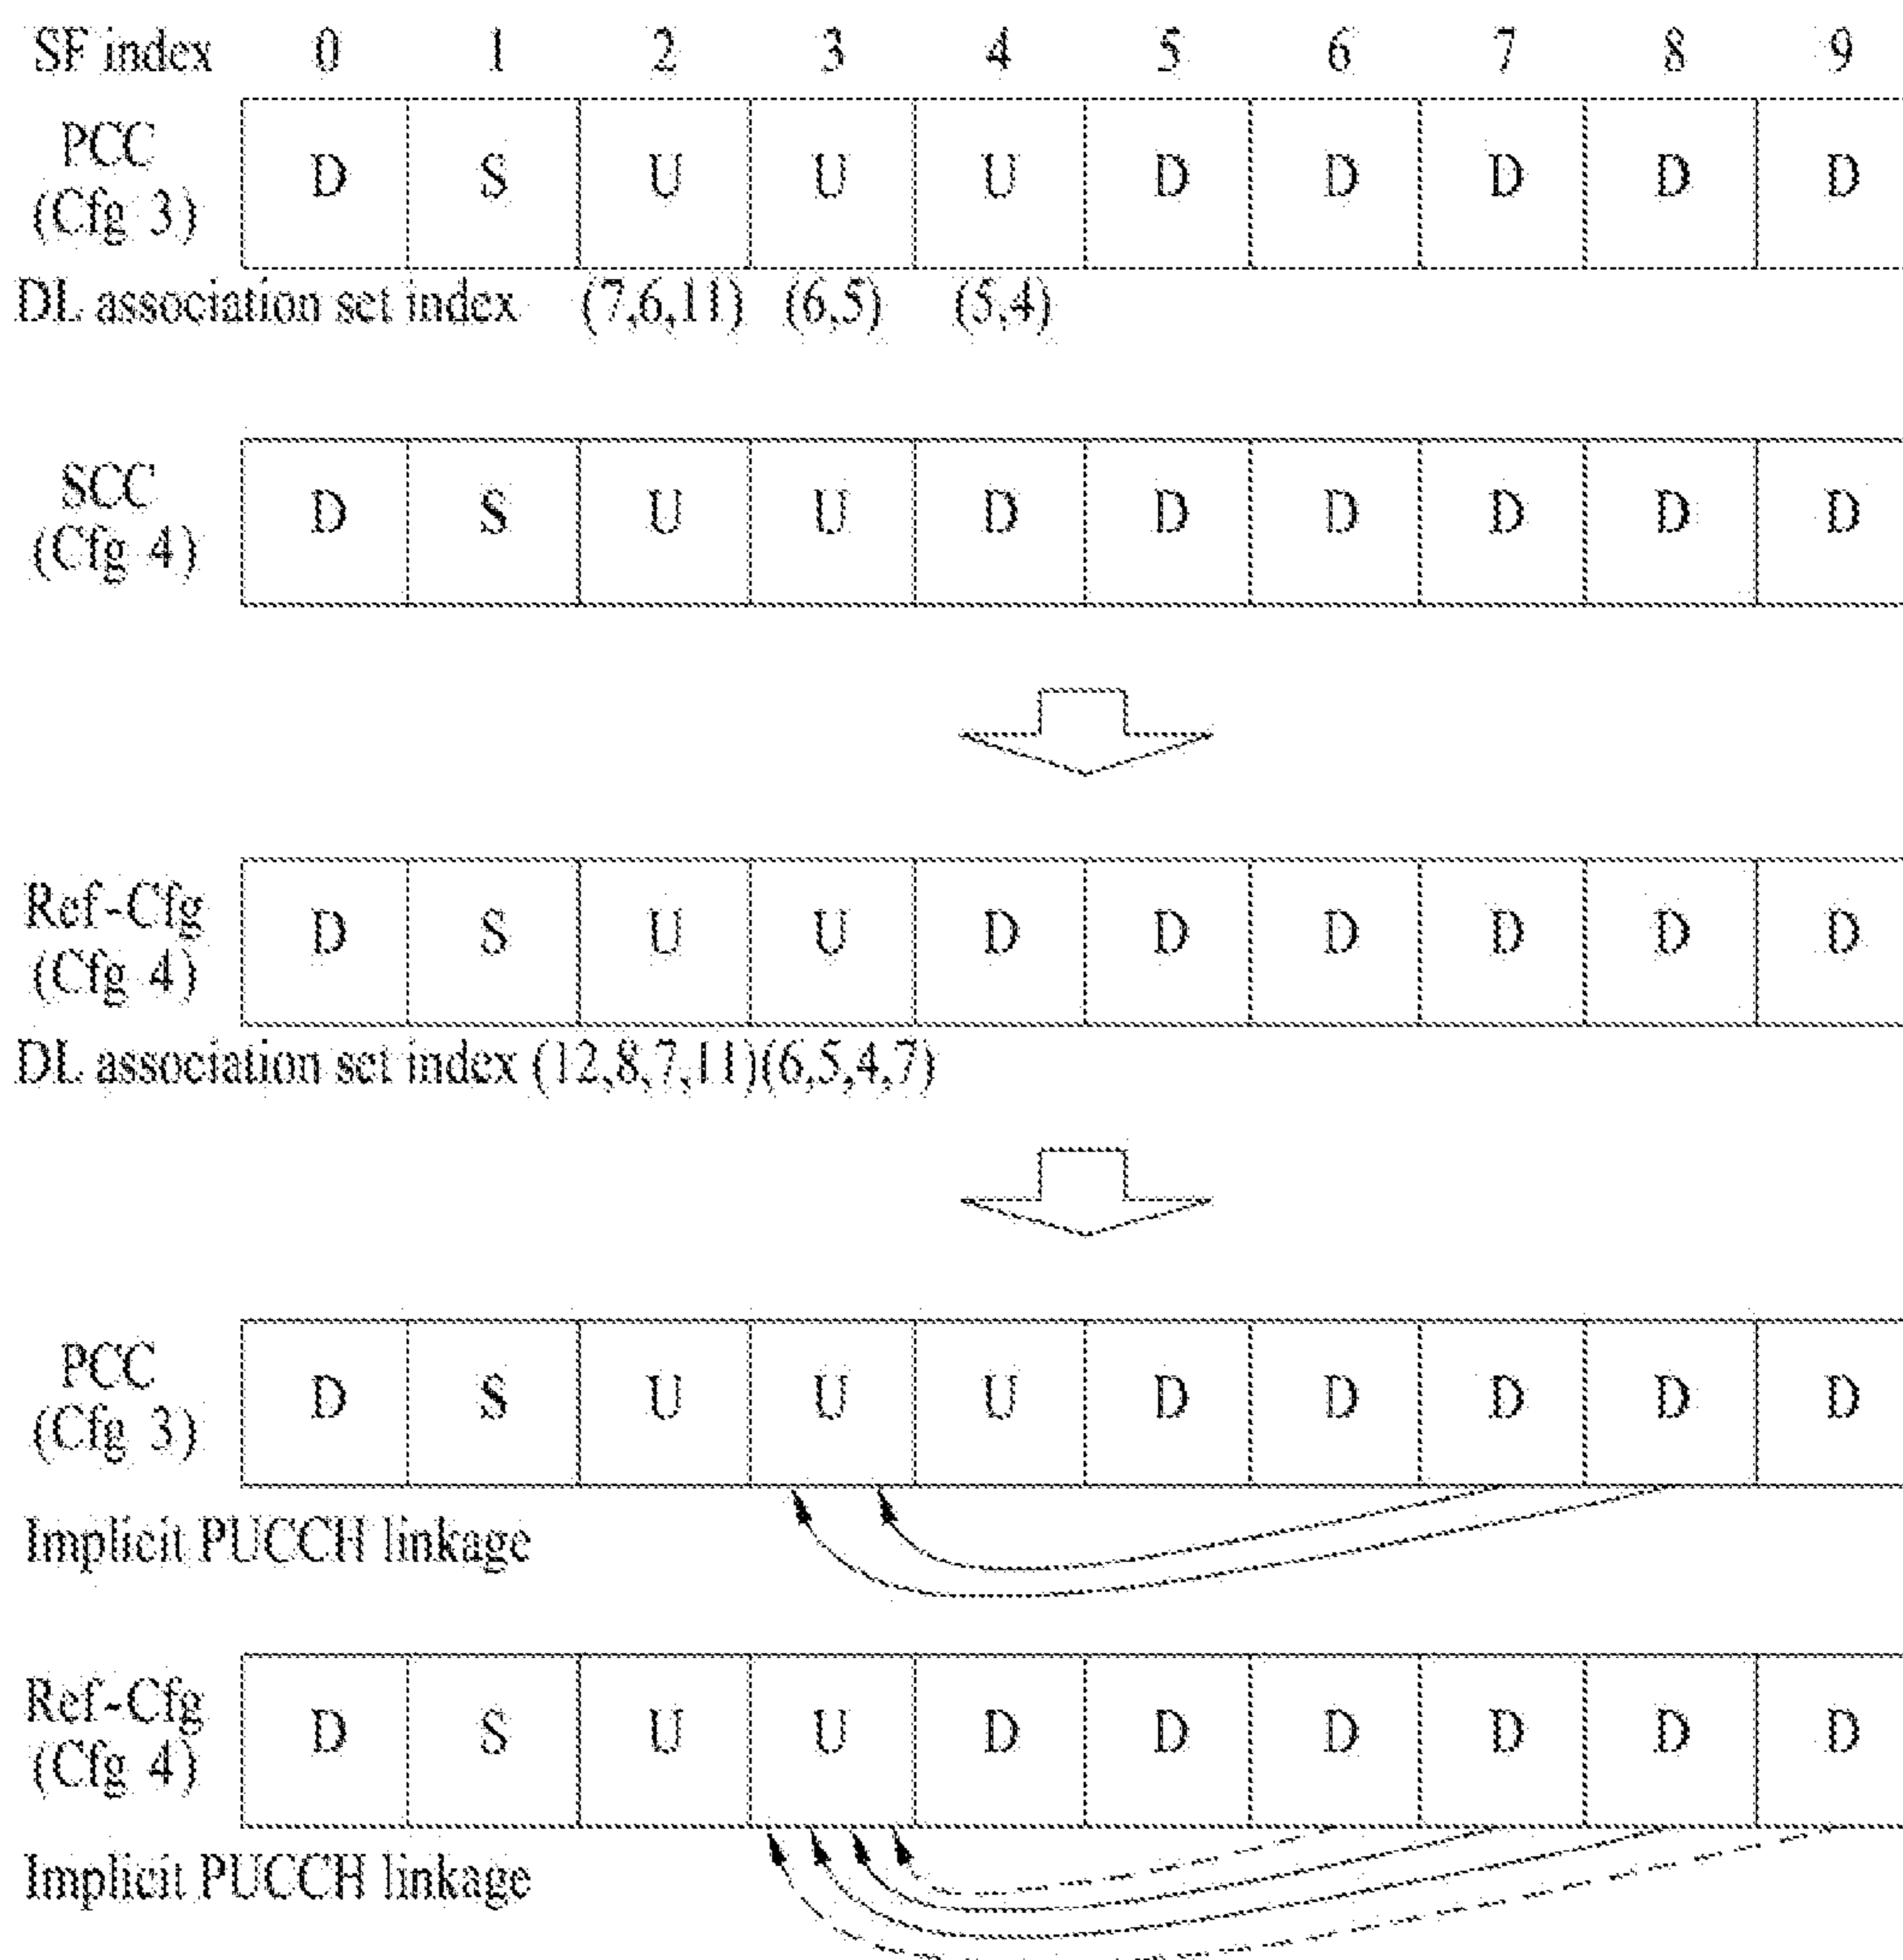 SF index 0 1 2 3 4 5 6 7 8 9
PCC
(Cfg 3)
D S U U U D D D D D
DL association set index (7,6,11) (6,5) (5,4)
SCC
(Cfg 4)
D S U U D D D D D D
Ref-Cfg
(Cfg 4)
D S U U D D D D D D
DL association set index (12,8,7,11)(6,5,4,7)
PCC
(Cfg 3)
D S U U U D D D D D
Implicit PUCCH linkage
Ref-Cfg
(Cfg 4)
D S U U D D D D D D
Implicit PUCCH linkage